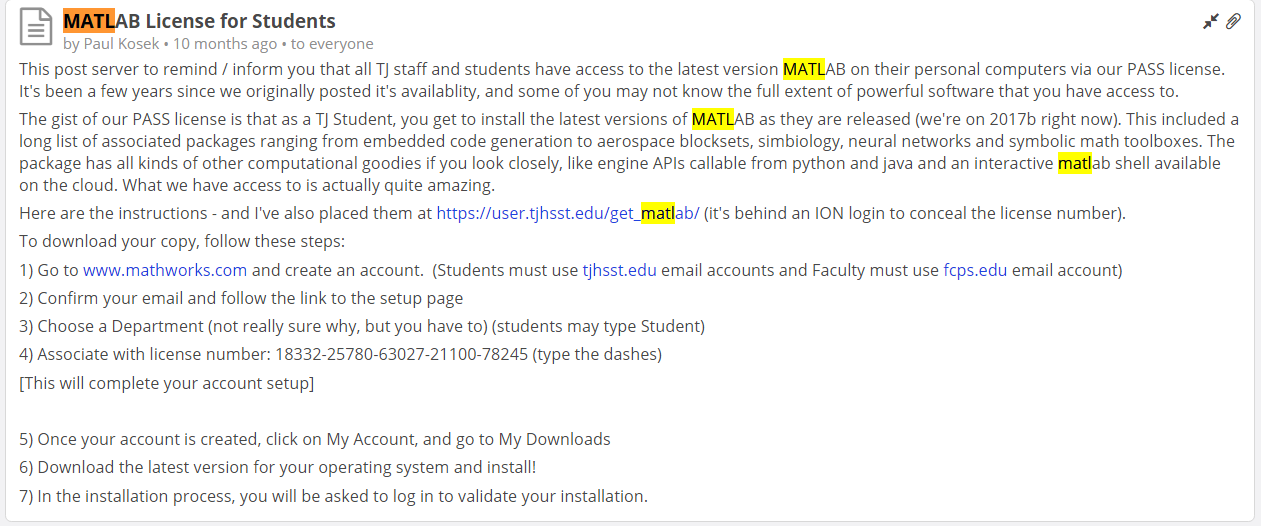 MATLAB License for Students
by Paul Kosek • 10 months ago • to everyone
This post server to remind / inform you that all TJ staff and students have access to the latest version MATLAB on their personal computers via our PASS license.
It's been a few years since we originally posted it's availablity, and some of you may not know the full extent of powerful software that you have access to.
The gist of our PASS license is that as a TJ Student, you get to install the latest versions of MATLAB as they are released (we're on 2017b right now). This included a
long list of associated packages ranging from embedded code generation to aerospace blocksets, simbiology, neural networks and symbolic math toolboxes. The
package has all kinds of other computational goodies if you look closely, like engine APIs callable from python and java and an interactive matlab shell available
on the cloud. What we have access to is actually quite amazing.
Here are the instructions - and I've also placed them at https://user.tjhsst.edu/get_matlab/ (it's behind an ION login to conceal the license number).
To download your copy, follow these steps:
1) Go to www.mathworks.com and create an account.  (Students must use tjhsst.edu email accounts and Faculty must use fcps.edu email account)
2) Confirm your email and follow the link to the setup page
3) Choose a Department (not really sure why, but you have to) (students may type Student)
4) Associate with license number: 18332-25780-63027-21100-78245 (type the dashes)
[This will complete your account setup]
5) Once your account is created, click on My Account, and go to My Downloads
6) Download the latest version for your operating system and install!
7) In the installation process, you will be asked to log in to validate your installation.